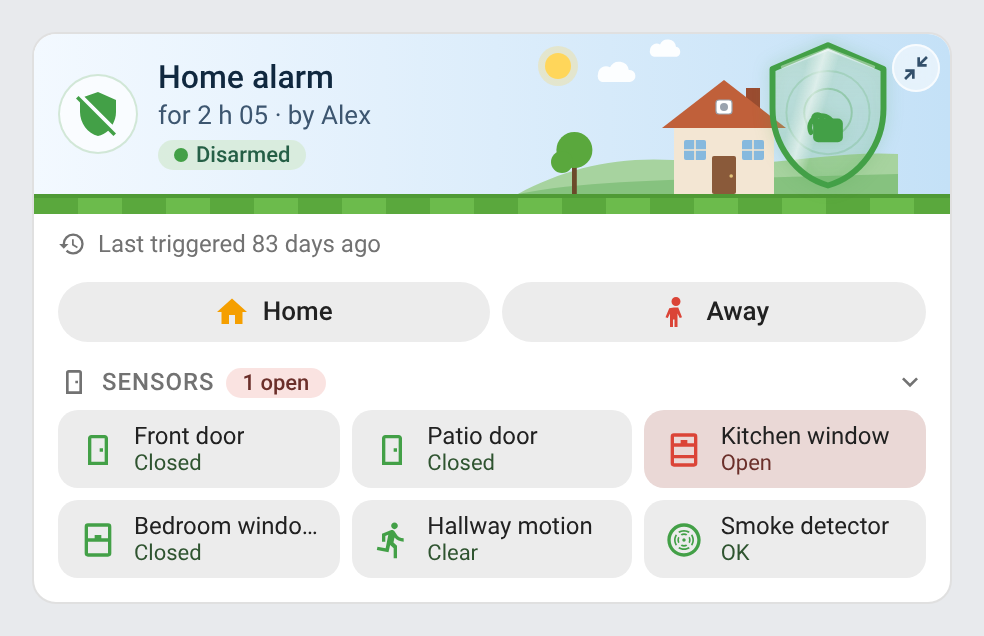 Home alarm
for 2 h 05 · by Alex
Disarmed
Last triggered 83 days ago
Home
Away
SENSORS
1 open
Front door
Closed
Patio door
Closed
Kitchen window
Open
Bedroom windo...
Closed
Hallway motion
Clear
Smoke detector
OK